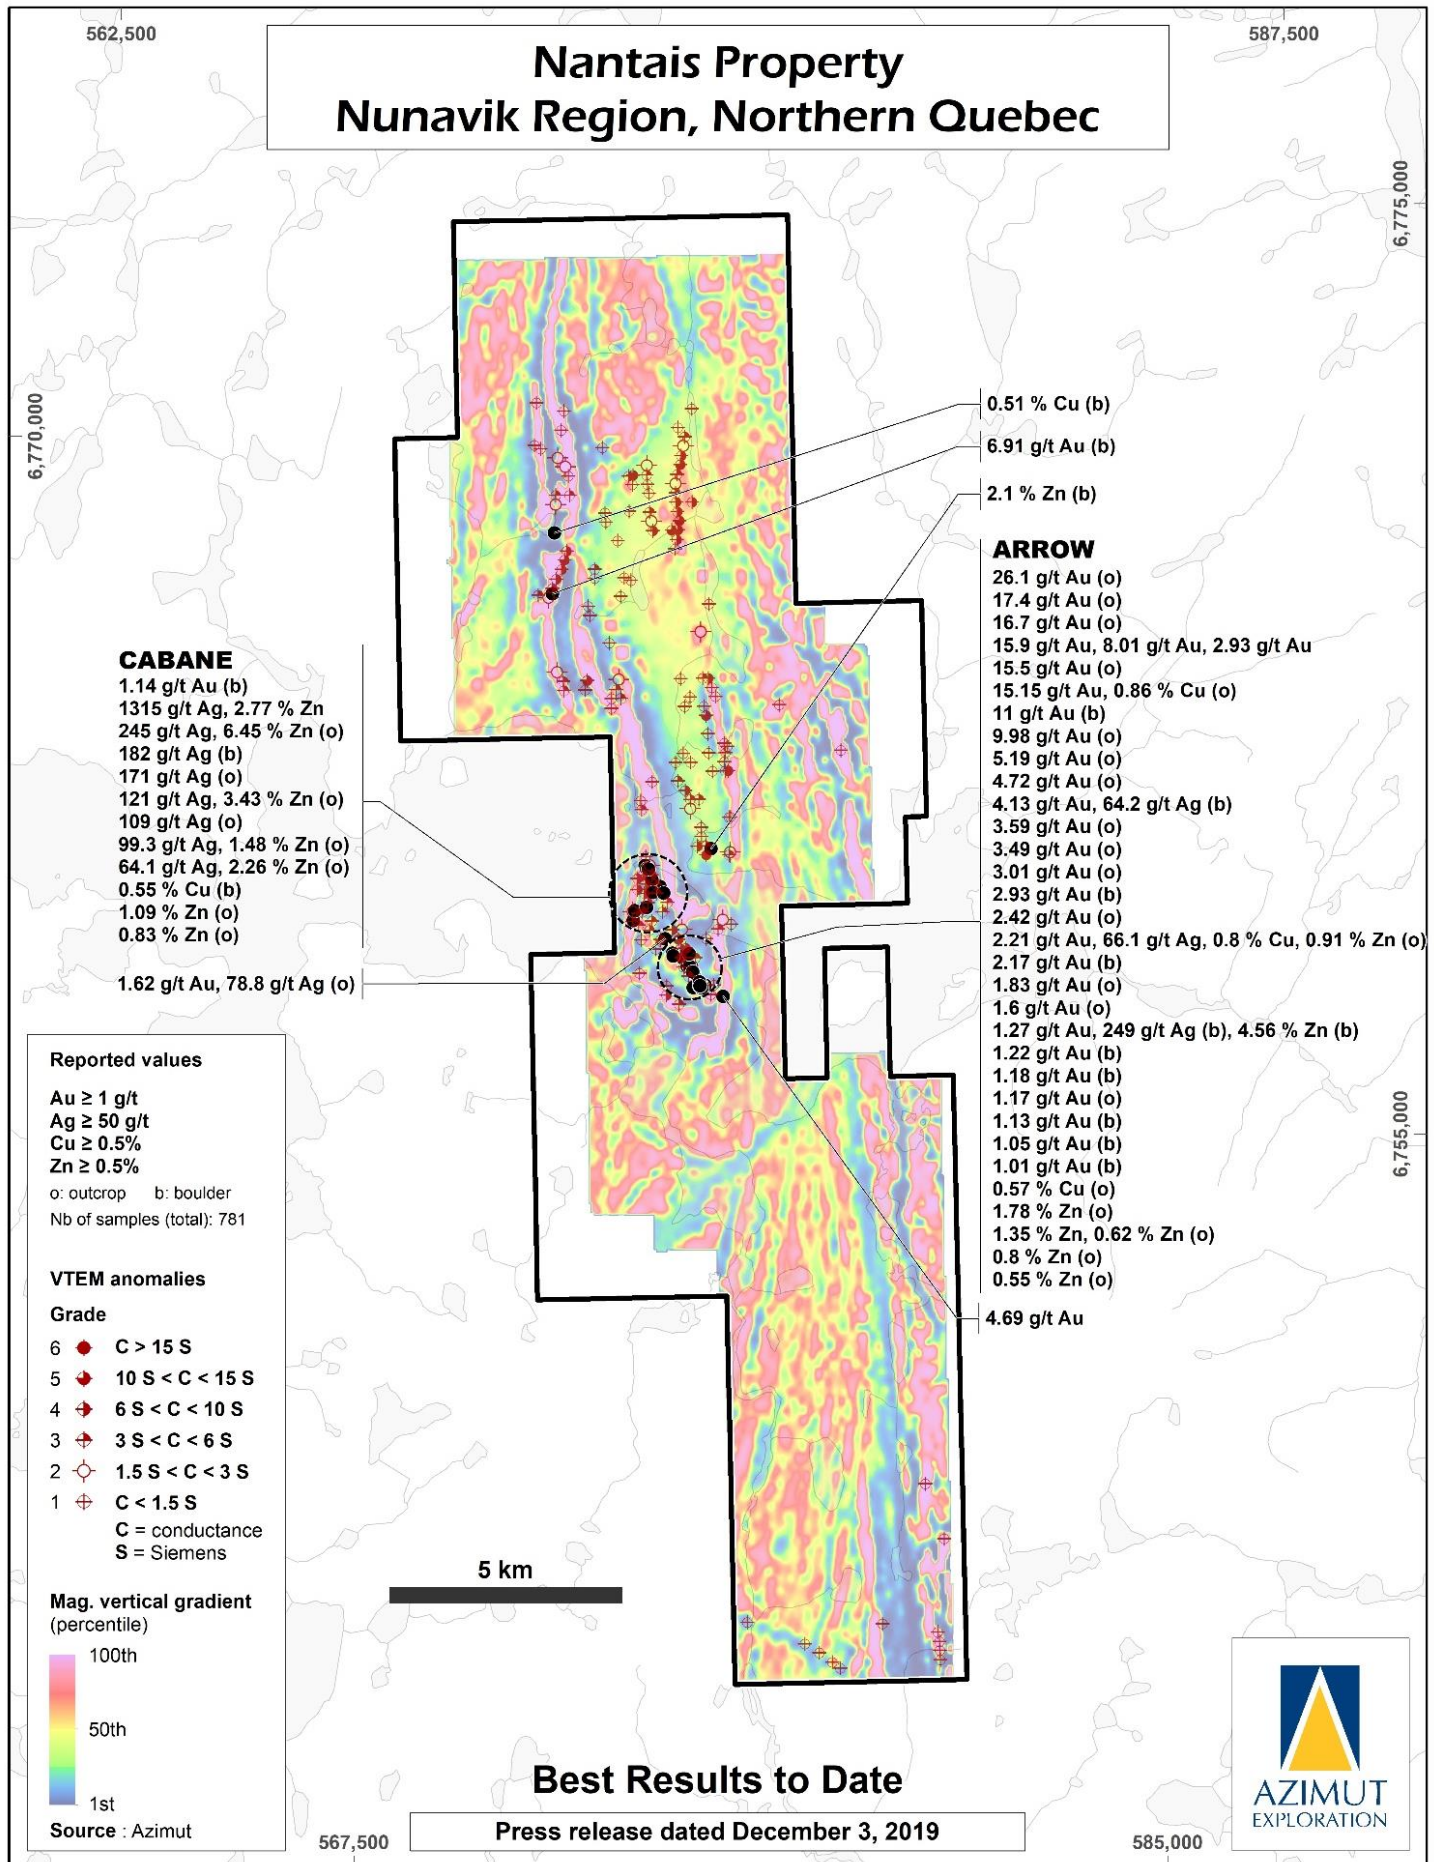 562,500
587,500
Nantais Property
Nunavik Region, Northern Quebec
6,775,000
6,770,000
0.51 % Cu (b)
6.91 g/t Au (b)
2.1 % Zn (b)
ARROW
26.1 g/t Au (o)
17.4 g/t Au (o)
16.7 g/t Au (o)
15.9 g/t Au, 8.01 g/t Au, 2.93 g/t Au
15.5 g/t Au (o)
15.15 g/t Au, 0.86 % Cu (o)
11 g/t Au (b)
9.98 g/t Au (o)
5.19 g/t Au (o)
4.72 g/t Au (o)
4.13 g/t Au, 64.2 g/t Ag (b)
3.59 g/t Au (o)
3.49 g/t Au (o)
3.01 g/t Au (o)
2.93 g/t Au (b)
2.42 g/t Au (o)
2.21 g/t Au, 66.1 g/t Ag, 0.8 % Cu, 0.91 % Zn (o)
2.17 g/t Au (b)
1.83 g/t Au (o)
1.6 g/t Au (o)
1.27 g/t Au, 249 g/t Ag (b), 4.56 % Zn (b)
1.22 g/t Au (b)
1.18 g/t Au (b)
1.17 g/t Au (o)
1.13 g/t Au (b)
1.05 g/t Au (b)
1.01 g/t Au (b)
0.57 % Cu (o)
1.78 % Zn (o)
1.35 % Zn, 0.62 % Zn (o)
0.8 % Zn (o)
0.55 % Zn (o)
4.69 g/t Au
CABANE
1.14 g/t Au (b)
1315 g/t Ag, 2.77 % Zn
245 g/t Ag, 6.45 % Zn (o)
182 g/t Ag (b)
171 g/t Ag (o)
121 g/t Ag, 3.43 % Zn (o)
109 g/t Ag (o)
99.3 g/t Ag, 1.48 % Zn (o)
64.1 g/t Ag, 2.26 % Zn (o)
0.55 % Cu (b)
1.09 % Zn (o)
0.83 % Zn (o)
1.62 g/t Au, 78.8 g/t Ag (o)
6,755,000
Reported values
Au ≥ 1 g/t
Ag ≥ 50 g/t
Cu ≥ 0.5%
Zn ≥ 0.5%
o: outcrop b: boulder
Nb of samples (total): 781
VTEM anomalies
Grade
6 C > 15 S
5 10 S < C < 15 S
4 6 S < C < 10 S
3 3 S < C < 6 S
2 1.5 S < C < 3 S
1 C < 1.5 S
C = conductance
S = Siemens
Mag. vertical gradient
(percentile)
100th
50th
1st
Source : Azimut
5 km
Best Results to Date
Press release dated December 3, 2019
AZIMUT
EXPLORATION
567,500
585,000